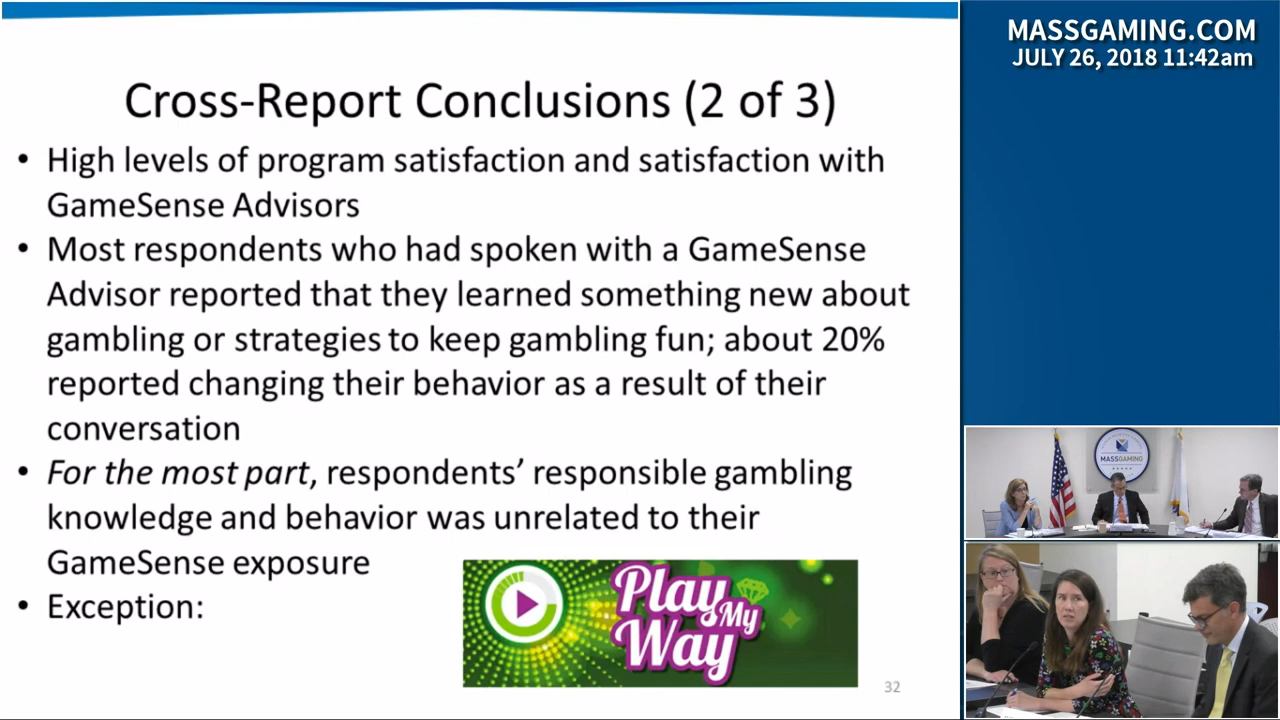 MASSGAMING.COM
JULY 26, 2018 11:42am
Cross-Report Conclusions (2 of 3)
• High levels of program satisfaction and satisfaction with
GameSense Advisors
• Most respondents who had spoken with a GameSense
Advisor reported that they learned something new about
gambling or strategies to keep gambling fun; about 20%
reported changing their behavior as a result of their
conversation
• For the most part, respondents’ responsible gambling
knowledge and behavior was unrelated to their
GameSense exposure
• Exception:
Play
My
Way
32
MASSGAMING